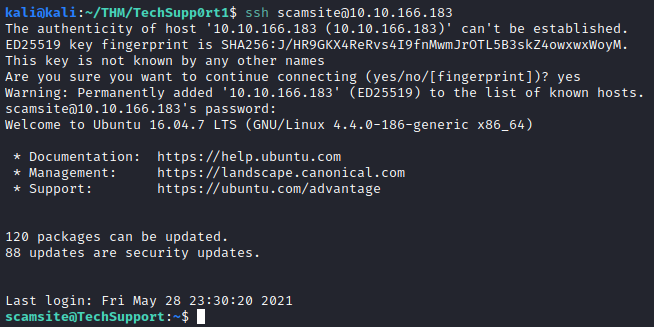 kali@kali:~/THM/TechSupp0rt1$ ssh scamsite@10.10.166.183
The authenticity of host '10.10.166.183 (10.10.166.183)' can't be established.
ED25519 key fingerprint is SHA256:J/HR9GKX4ReRvs4I9fnMwmJrOTL5B3skZ4owxwxWoyM.
This key is not known by any other names
Are you sure you want to continue connecting (yes/no/[fingerprint])? yes
Warning: Permanently added '10.10.166.183' (ED25519) to the list of known hosts.
scamsite@10.10.166.183's password:
Welcome to Ubuntu 16.04.7 LTS (GNU/Linux 4.4.0-186-generic x86_64)
* Documentation:  https://help.ubuntu.com
* Management:     https://landscape.canonical.com
* Support:        https://ubuntu.com/advantage
120 packages can be updated.
88 updates are security updates.
Last login: Fri May 28 23:30:20 2021
scamsite@TechSupport:~$